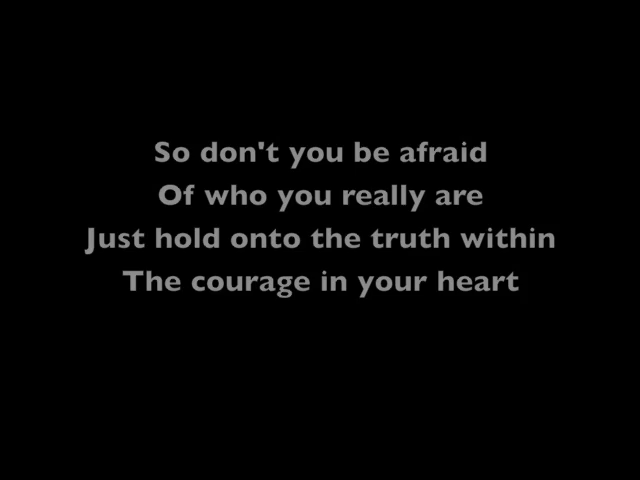 So don't you be afraid
Of who you really are
Just hold onto the truth within
The courage in your heart